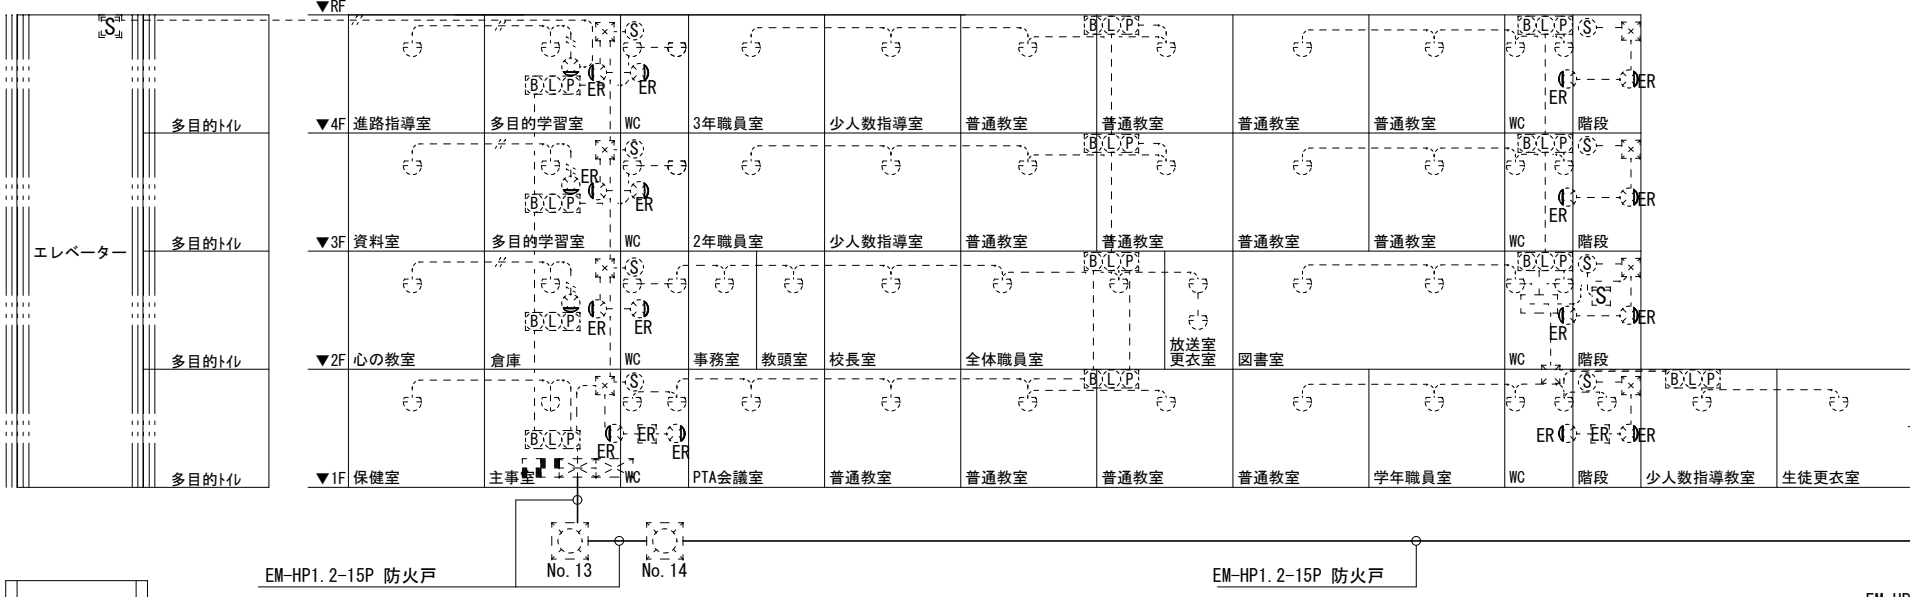 ▼RF
S
S
S
B L P
B L P
S
B L P
ER
ER
ER
ER
多目的ﾄｲﾚ
▼4F 進路指導室 多目的学習室 WC 3年職員室 少人数指導室 普通教室 普通教室 普通教室 普通教室 WC 階段
S
B L P
B L P
S
ER
B L P
ER
ER
ER
エレベーター
多目的ﾄｲﾚ
▼3F 資料室 多目的学習室 WC 2年職員室 少人数指導室 普通教室 普通教室 普通教室 普通教室 WC 階段
S
B L P
B L P
S
S
B L P
ER
ER
ER
ER
放送室
多目的ﾄｲﾚ
▼2F 心の教室 倉庫 WC 事務室 教頭室 校長室 全体職員室 更衣室 図書室 WC 階段
S
B L P
S
B L P
B L P
ER
ER
ER
ER
ER
ER
多目的ﾄｲﾚ
▼1F 保健室 主事室 WC PTA会議室 普通教室 普通教室 普通教室 普通教室 学年職員室 WC 階段 少人数指導教室 生徒更衣室
No.13
No.14
EM-HP1.2-15P 防火戸
EM-HP1.2-15P 防火戸